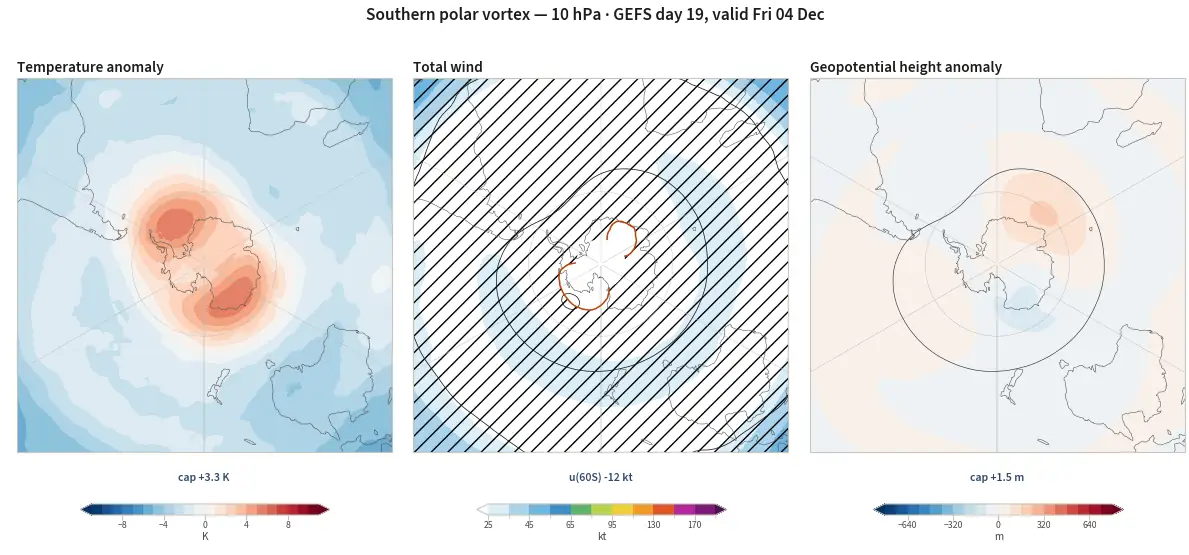 Southern polar vortex — 10 hPa · GEFS day 19, valid Fri 04 Dec
Temperature anomaly
Total wind
Geopotential height anomaly
cap +3.3 K
u(60S) -12 kt
cap +1.5 m
−8 −4 0 4 8
K
25 45 65 95 130 170
kt
−640 −320 0 320 640
m